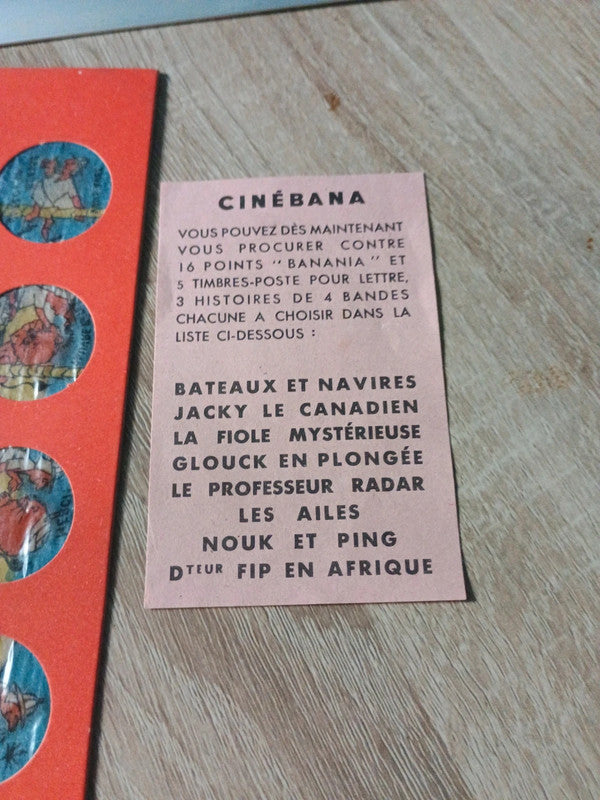 CINÉBANA
VOUS POUVEZ DÈS MAINTENANT
VOUS PROCURER CONTRE
16 POINTS "BANANIA" ET
5 TIMBRES-POSTE POUR LETTRE,
3 HISTOIRES DE 4 BANDES
CHACUNE A CHOISIR DANS LA
LISTE CI-DESSOUS :
BATEAUX ET NAVIRES
JACKY LE CANADIEN
LA FIOLE MYSTÉRIEUSE
GLOUCK EN PLONGÉE
LE PROFESSEUR RADAR
LES AILES
NOUK ET PING
DTEUR FIP EN AFRIQUE